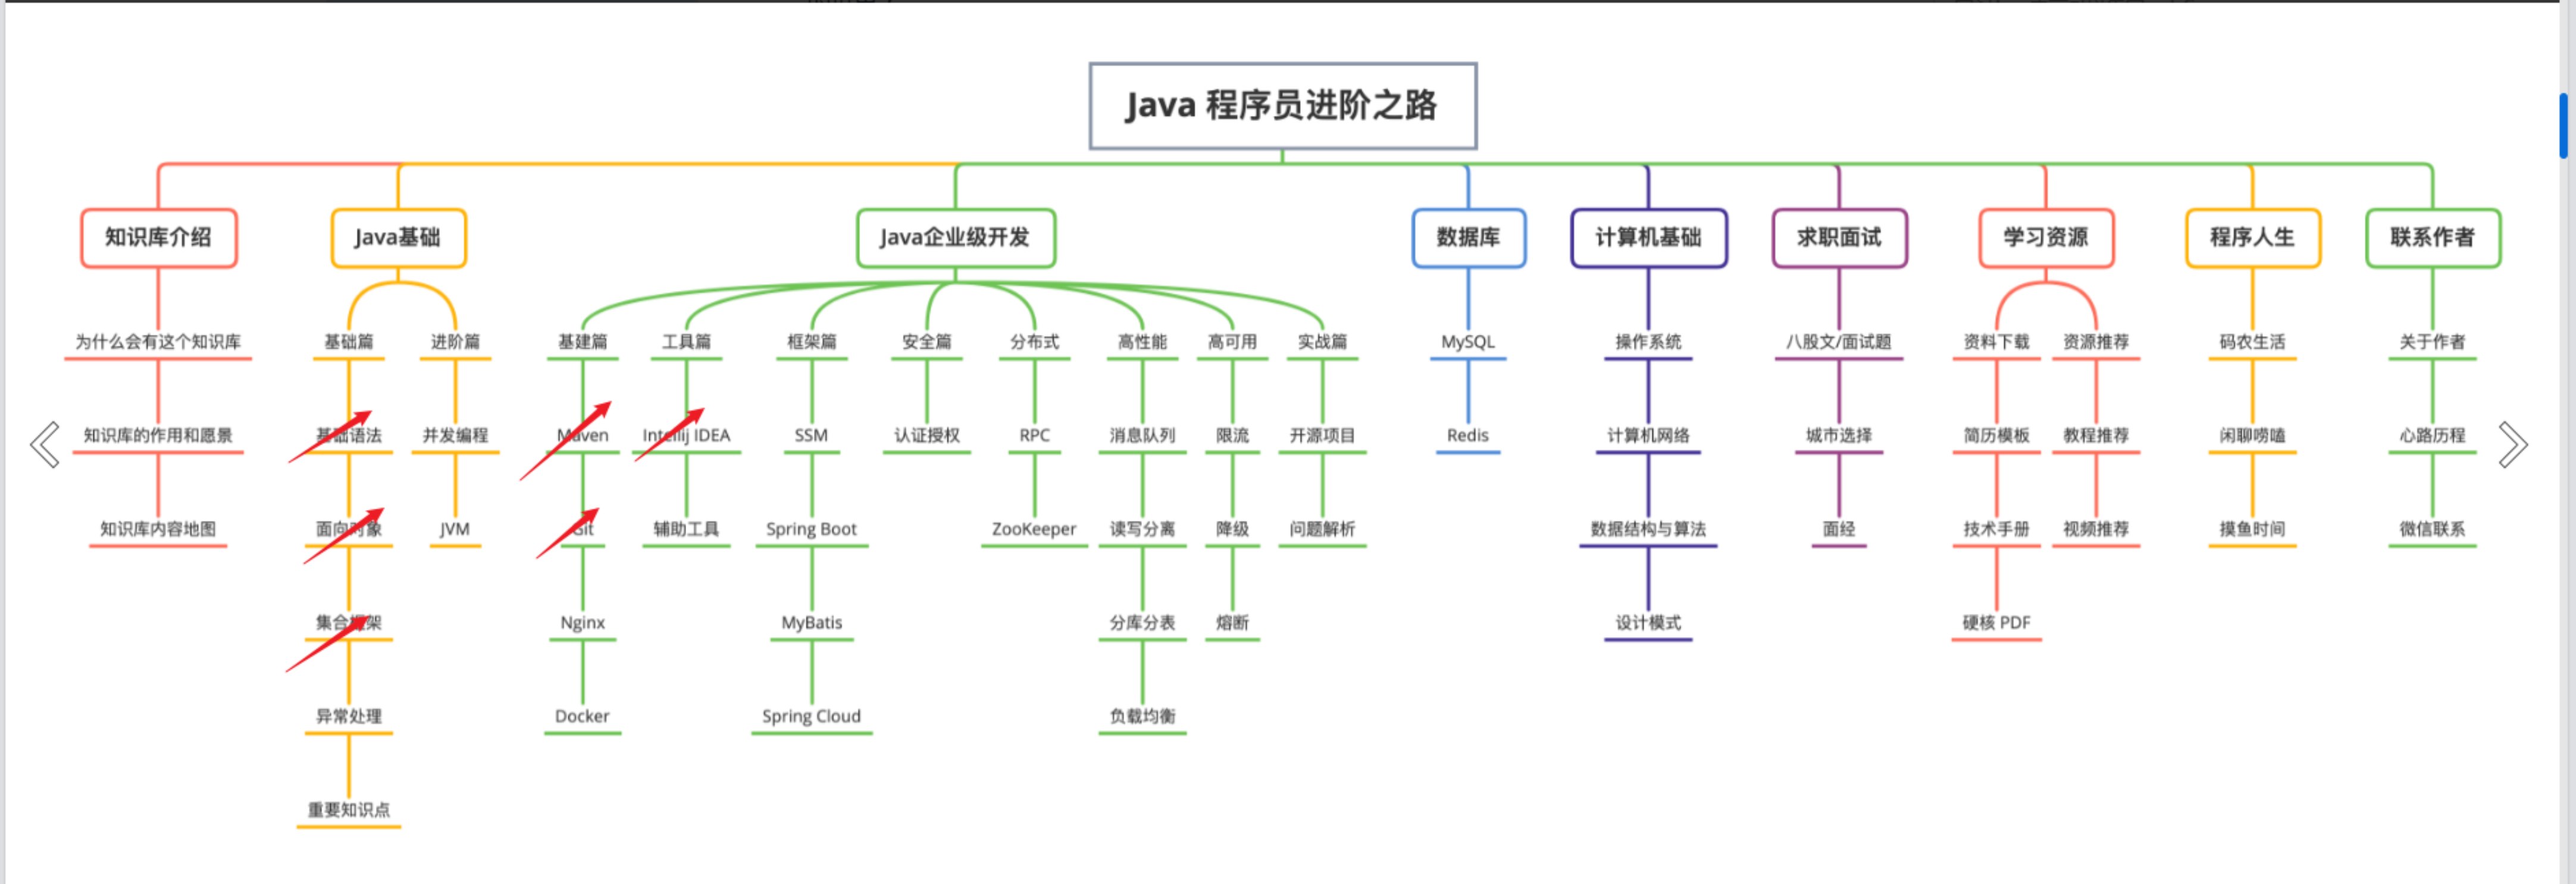 Java 程序员进阶之路
知识库介绍
Java基础
Java企业级开发
数据库
计算机基础
求职面试
学习资源
程序人生
联系作者
为什么会有这个知识库
基础篇
进阶篇
基建篇
工具篇
框架篇
安全篇
分布式
高性能
高可用
实战篇
MySQL
操作系统
八股文/面试题
资料下载
资源推荐
码农生活
关于作者
知识库的作用和愿景
基础语法
并发编程
Maven
Intellij IDEA
SSM
认证授权
RPC
消息队列
限流
开源项目
Redis
计算机网络
城市选择
简历模板
教程推荐
闲聊唠嗑
心路历程
知识库内容地图
面向对象
JVM
Git
辅助工具
Spring Boot
ZooKeeper
读写分离
降级
问题解析
数据结构与算法
面经
技术手册
视频推荐
摸鱼时间
微信联系
集合框架
Nginx
MyBatis
分库分表
熔断
设计模式
硬核 PDF
异常处理
Docker
Spring Cloud
负载均衡
重要知识点